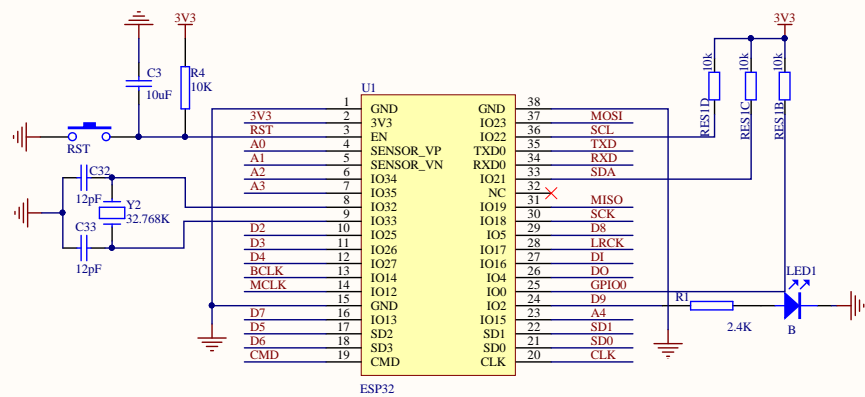 3V3
3V3
C3
10uF
R4
10K
10k
10k
10k
RES1D
RES1C
RES1B
U1
RST
C32
12pF
Y2
32.768K
C33
12pF
1 GND GND 38
3V3 2 3V3 IO23 37 MOSI
RST 3 EN IO22 36 SCL
A0 4 SENSOR_VP TXD0 35 TXD
A1 5 SENSOR_VN RXD0 34 RXD
A2 6 IO34 IO21 33 SDA
A3 7 IO35 NC 32
8 IO32 IO19 31 MISO
9 IO33 IO18 30 SCK
D2 10 IO25 IO5 29 D8
D3 11 IO26 IO17 28 LRCK
D4 12 IO27 IO16 27 DI
BCLK 13 IO14 IO4 26 DO
MCLK 14 IO12 IO0 25 GPIO0
15 GND IO2 24 D9
D7 16 IO13 IO15 23 A4
D5 17 SD2 SD1 22 SD1
D6 18 SD3 SD0 21 SD0
CMD 19 CMD CLK 20 CLK
LED1
R1
2.4K
B
ESP32